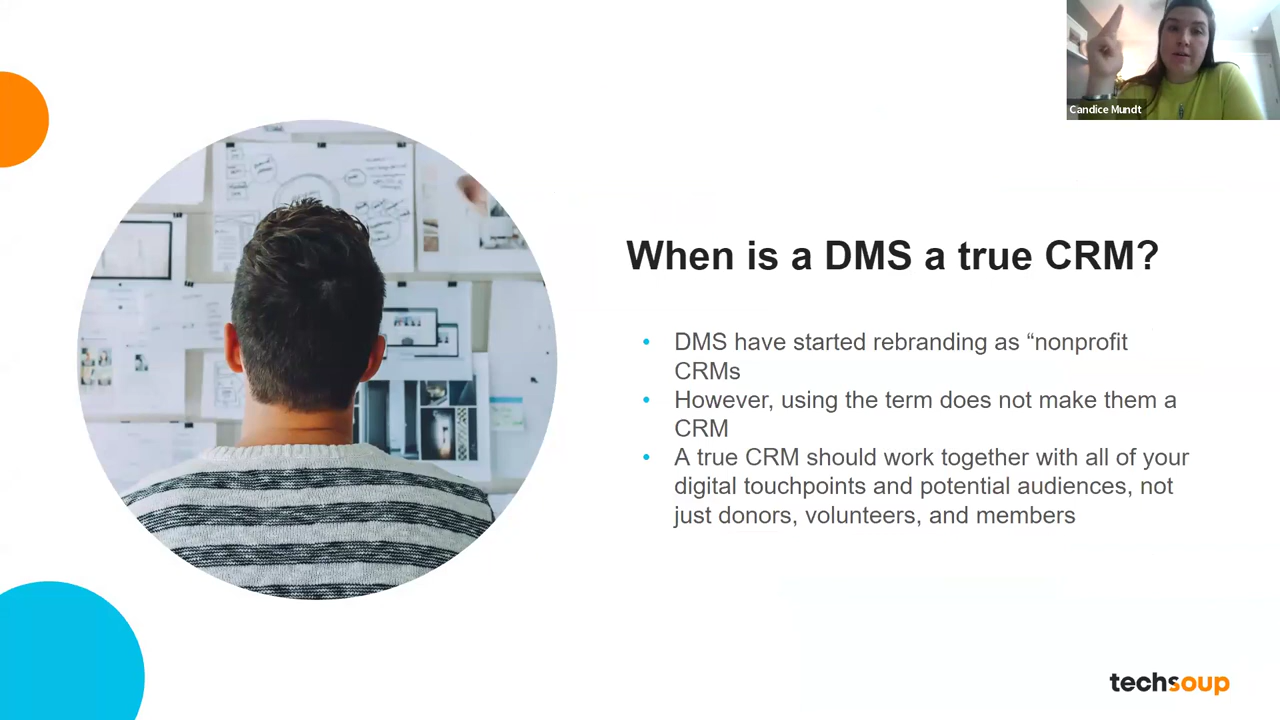 Candice Mundt
When is a DMS a true CRM?
• DMS have started rebranding as “nonprofit
CRMs
• However, using the term does not make them a
CRM
• A true CRM should work together with all of your
digital touchpoints and potential audiences, not
just donors, volunteers, and members
techsoup